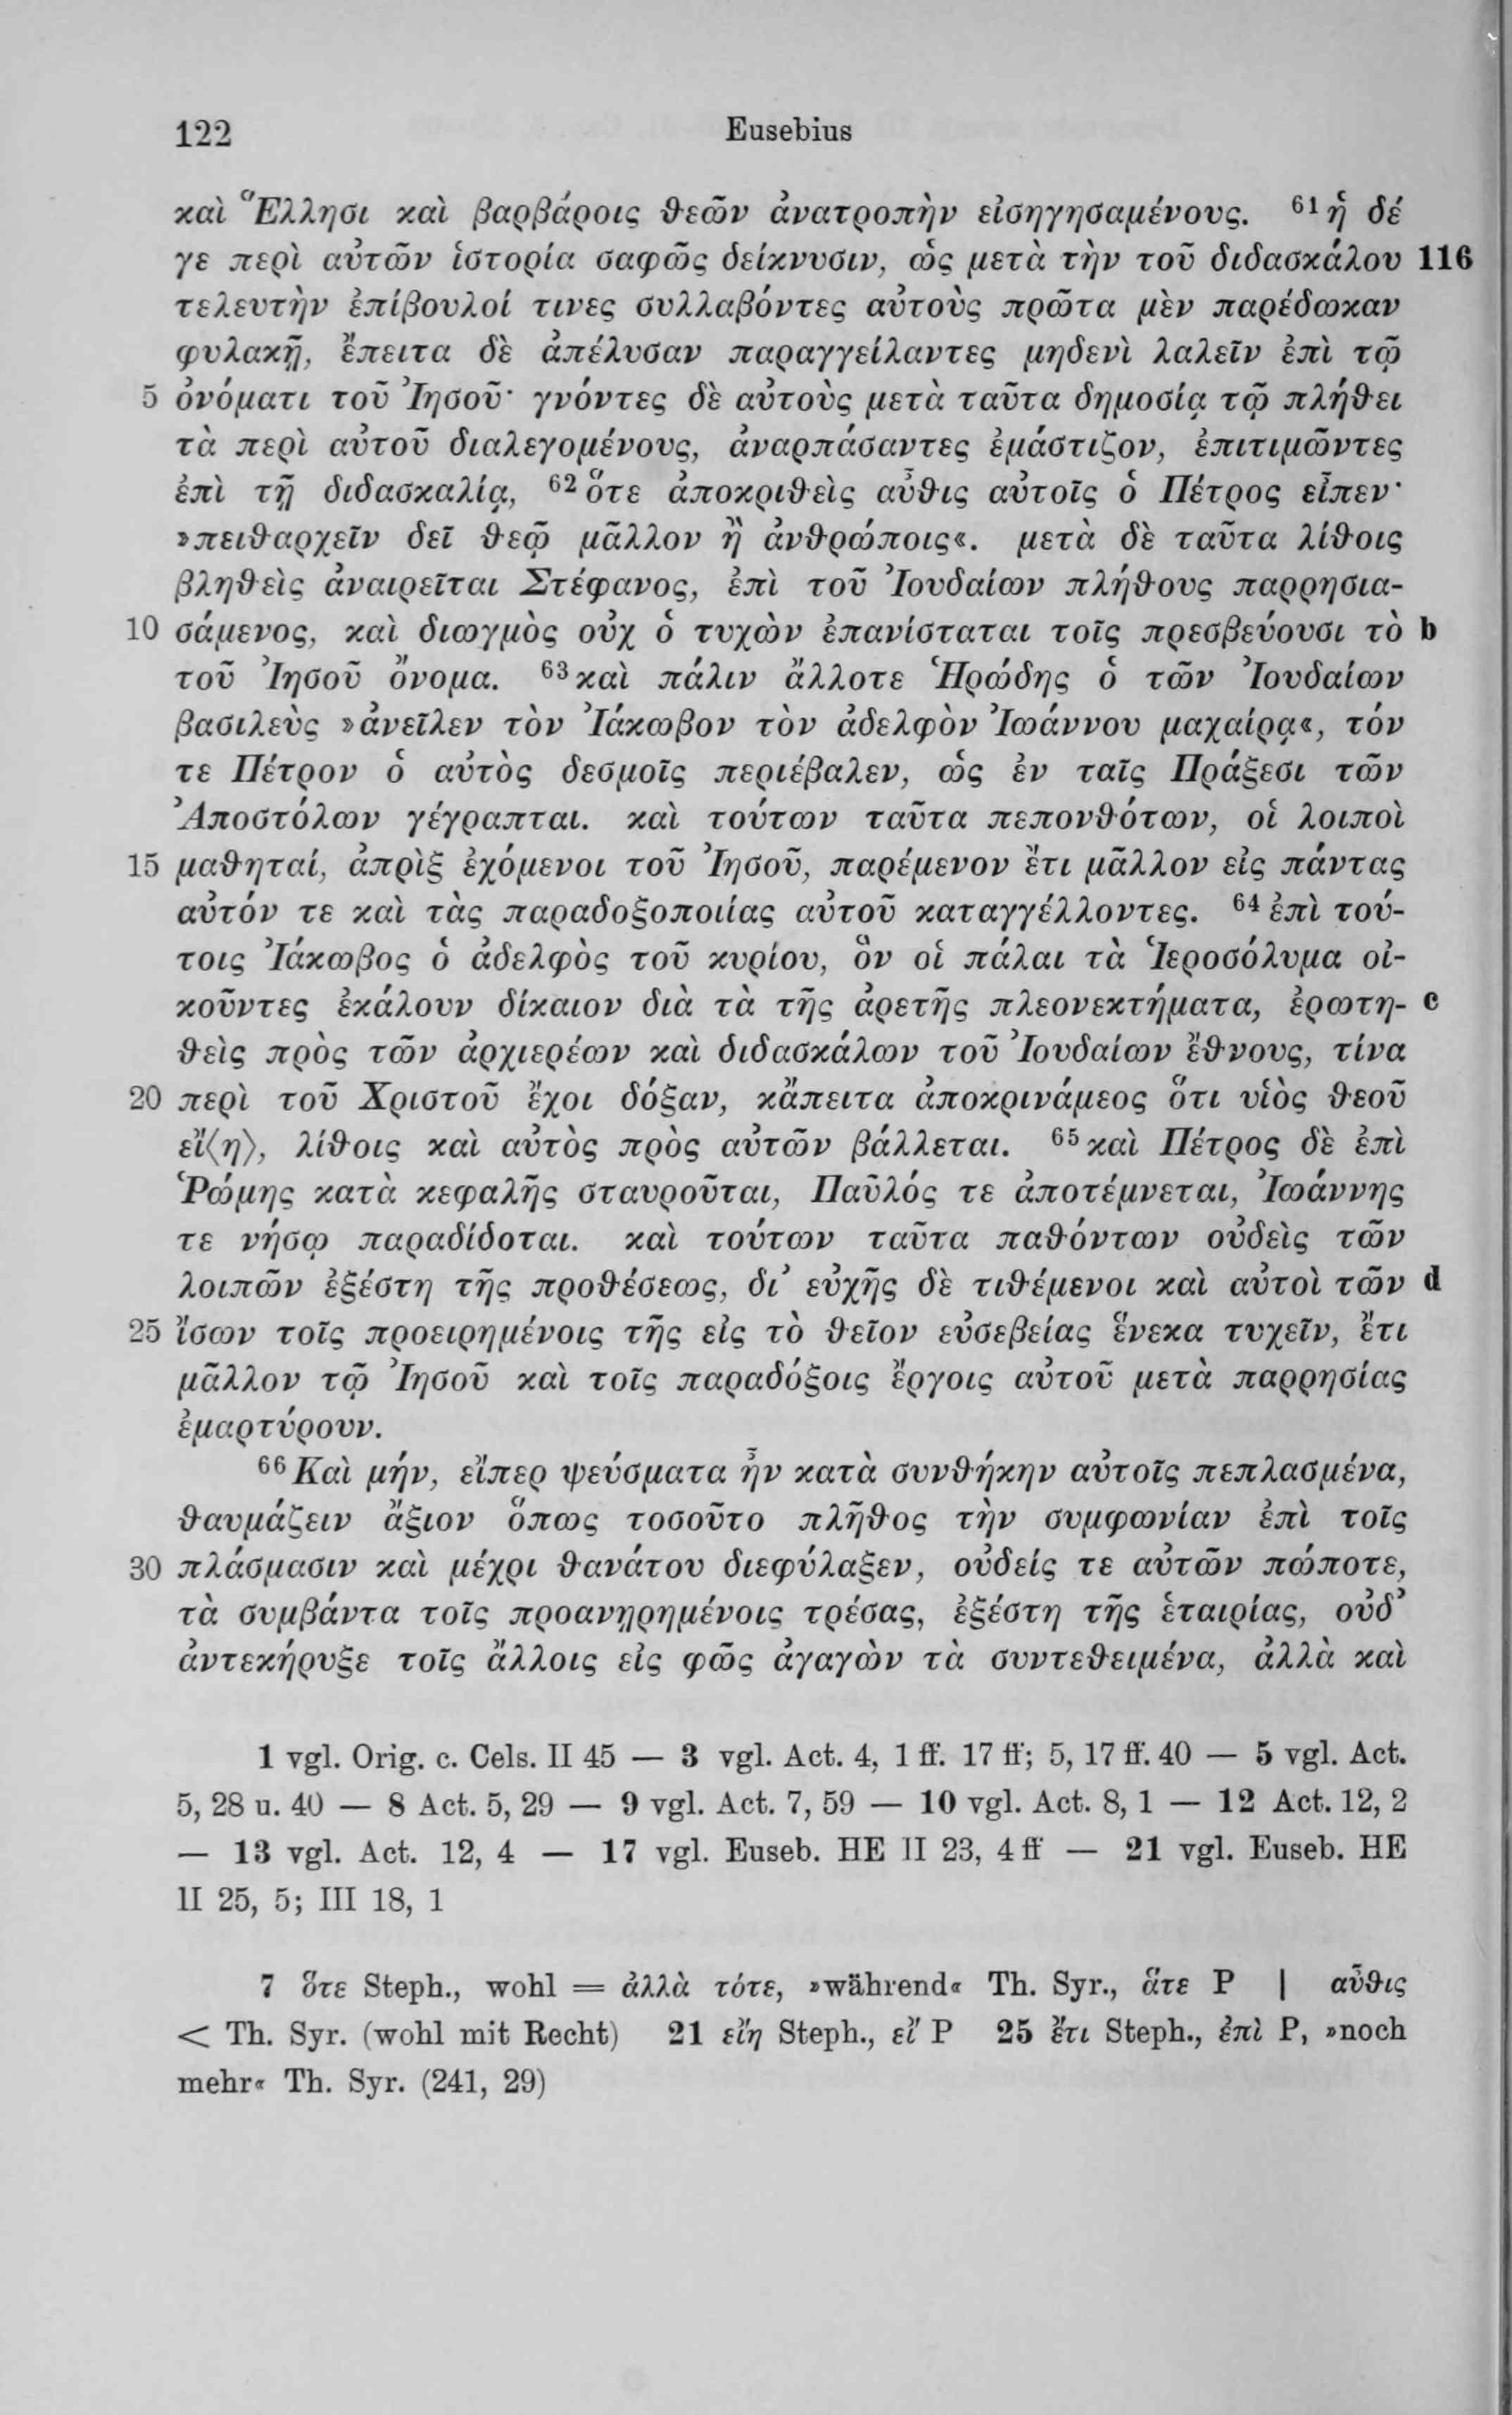 122 Eusebius
καὶ Ἕλλησι καὶ βαρβάροις θεῶν ἀνατροπὴν εἰσηγησαμένους. ⁶¹ ἡ δέ
γε περὶ αὐτῶν ἱστορία σαφῶς δείκνυσιν, ὡς μετὰ τὴν τοῦ διδασκάλου 116
τελευτὴν ἐπίβουλοί τινες συλλαβόντες αὐτοὺς πρῶτα μὲν παρέδωκαν
φυλακῇ, ἔπειτα δὲ ἀπέλυσαν παραγγείλαντες μηδενὶ λαλεῖν ἐπὶ τῷ
5 ὀνόματι τοῦ Ἰησοῦ· γνόντες δὲ αὐτοὺς μετὰ ταῦτα δημοσίᾳ τῷ πλήθει
τὰ περὶ αὐτοῦ διαλεγομένους, ἀναρπάσαντες ἐμάστιζον, ἐπιτιμῶντες
ἐπὶ τῇ διδασκαλίᾳ, ⁶² ὅτε ἀποκριθεὶς αὖθις αὐτοῖς ὁ Πέτρος εἶπεν·
»πειθαρχεῖν δεῖ θεῷ μᾶλλον ἢ ἀνθρώποις«. μετὰ δὲ ταῦτα λίθοις
βληθεὶς ἀναιρεῖται Στέφανος, ἐπὶ τοῦ Ἰουδαίων πλήθους παρρησια-
10 σάμενος, καὶ διωγμὸς οὐχ ὁ τυχὼν ἐπανίσταται τοῖς πρεσβεύουσι τὸ b
τοῦ Ἰησοῦ ὄνομα. ⁶³ καὶ πάλιν ἄλλοτε Ἡρώδης ὁ τῶν Ἰουδαίων
βασιλεὺς »ἀνεῖλεν τὸν Ἰάκωβον τὸν ἀδελφὸν Ἰωάννου μαχαίρᾳ«, τόν
τε Πέτρον ὁ αὐτὸς δεσμοῖς περιέβαλεν, ὡς ἐν ταῖς Πράξεσι τῶν
Ἀποστόλων γέγραπται. καὶ τούτων ταῦτα πεπονθότων, οἱ λοιποὶ
15 μαθηταί, ἀπρὶξ ἐχόμενοι τοῦ Ἰησοῦ, παρέμενον ἔτι μᾶλλον εἰς πάντας
αὐτόν τε καὶ τὰς παραδοξοποιίας αὐτοῦ καταγγέλλοντες. ⁶⁴ ἐπὶ τού-
τοις Ἰάκωβος ὁ ἀδελφὸς τοῦ κυρίου, ὃν οἱ πάλαι τὰ Ἱεροσόλυμα οἰ-
κοῦντες ἐκάλουν δίκαιον διὰ τὰ τῆς ἀρετῆς πλεονεκτήματα, ἐρωτη- c
θεὶς πρὸς τῶν ἀρχιερέων καὶ διδασκάλων τοῦ Ἰουδαίων ἔθνους, τίνα
20 περὶ τοῦ Χριστοῦ ἔχοι δόξαν, κἄπειτα ἀποκρινάμεος ὅτι υἱὸς θεοῦ
εἴ⟨η⟩, λίθοις καὶ αὐτὸς πρὸς αὐτῶν βάλλεται. ⁶⁵ καὶ Πέτρος δὲ ἐπὶ
Ῥώμης κατὰ κεφαλῆς σταυροῦται, Παῦλός τε ἀποτέμνεται, Ἰωάννης
τε νήσῳ παραδίδοται. καὶ τούτων ταῦτα παθόντων οὐδεὶς τῶν
λοιπῶν ἐξέστη τῆς προθέσεως, δι’ εὐχῆς δὲ τιθέμενοι καὶ αὐτοὶ τῶν d
25 ἴσων τοῖς προειρημένοις τῆς εἰς τὸ θεῖον εὐσεβείας ἕνεκα τυχεῖν, ἔτι
μᾶλλον τῷ Ἰησοῦ καὶ τοῖς παραδόξοις ἔργοις αὐτοῦ μετὰ παρρησίας
ἐμαρτύρουν.
⁶⁶ Καὶ μήν, εἴπερ ψεύσματα ἦν κατὰ συνθήκην αὐτοῖς πεπλασμένα,
θαυμάζειν ἄξιον ὅπως τοσοῦτο πλῆθος τὴν συμφωνίαν ἐπὶ τοῖς
30 πλάσμασιν καὶ μέχρι θανάτου διεφύλαξεν, οὐδείς τε αὐτῶν πώποτε,
τὰ συμβάντα τοῖς προανῃρημένοις τρέσας, ἐξέστη τῆς ἑταιρίας, οὐδ’
ἀντεκήρυξε τοῖς ἄλλοις εἰς φῶς ἀγαγὼν τὰ συντεθειμένα, ἀλλὰ καὶ
1 vgl. Orig. c. Cels. II 45 — 3 vgl. Act. 4, 1 ff. 17 ff; 5, 17 ff. 40 — 5 vgl. Act.
5, 28 u. 40 — 8 Act. 5, 29 — 9 vgl. Act. 7, 59 — 10 vgl. Act. 8, 1 — 12 Act. 12, 2
— 13 vgl. Act. 12, 4 — 17 vgl. Euseb. HE II 23, 4 ff — 21 vgl. Euseb. HE
II 25, 5; III 18, 1
7 ὅτε Steph., wohl = ἀλλὰ τότε, »während« Th. Syr., ἅτε P | αὖθις
< Th. Syr. (wohl mit Recht) 21 εἴη Steph., εἴ P 25 ἔτι Steph., ἐπὶ P, »noch
mehr« Th. Syr. (241, 29)